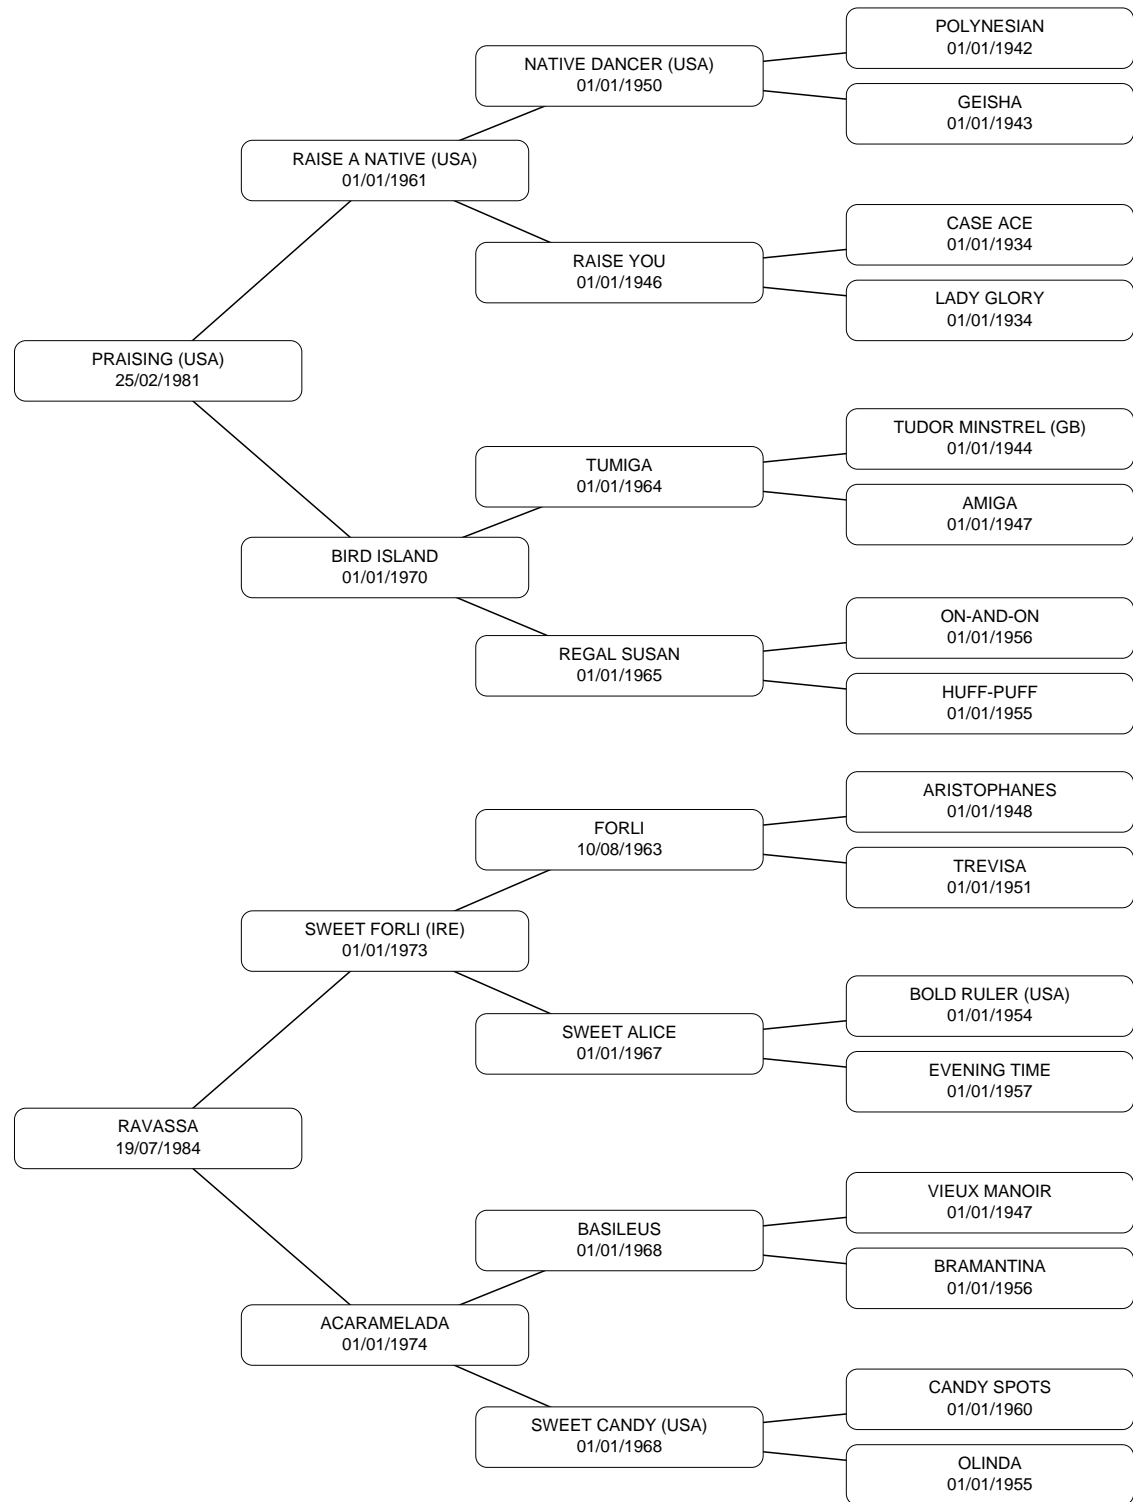 POLYNESIAN
01/01/1942
NATIVE DANCER (USA)
01/01/1950
GEISHA
01/01/1943
RAISE A NATIVE (USA)
01/01/1961
CASE ACE
01/01/1934
RAISE YOU
01/01/1946
LADY GLORY
01/01/1934
PRAISING (USA)
25/02/1981
TUDOR MINSTREL (GB)
01/01/1944
TUMIGA
01/01/1964
AMIGA
01/01/1947
BIRD ISLAND
01/01/1970
ON-AND-ON
01/01/1956
REGAL SUSAN
01/01/1965
HUFF-PUFF
01/01/1955
ARISTOPHANES
01/01/1948
FORLI
10/08/1963
TREVISA
01/01/1951
SWEET FORLI (IRE)
01/01/1973
BOLD RULER (USA)
01/01/1954
SWEET ALICE
01/01/1967
EVENING TIME
01/01/1957
RAVASSA
19/07/1984
VIEUX MANOIR
01/01/1947
BASILEUS
01/01/1968
BRAMANTINA
01/01/1956
ACARAMELADA
01/01/1974
CANDY SPOTS
01/01/1960
SWEET CANDY (USA)
01/01/1968
OLINDA
01/01/1955